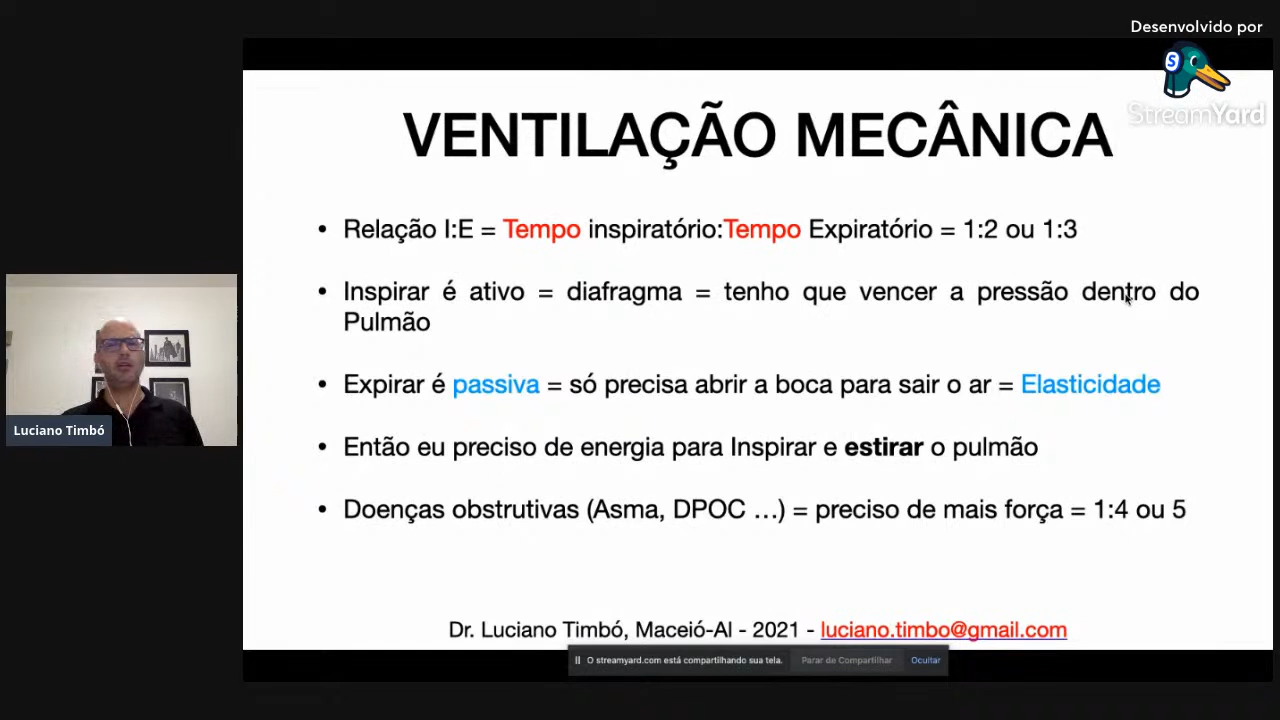 Desenvolvido por
S
StreamYard
VENTILAÇÃO MECÂNICA
• Relação I:E = Tempo inspiratório:Tempo Expiratório = 1:2 ou 1:3
• Inspirar é ativo = diafragma = tenho que vencer a pressão dentro do
Pulmão
• Expirar é passiva = só precisa abrir a boca para sair o ar = Elasticidade
• Então eu preciso de energia para Inspirar e estirar o pulmão
• Doenças obstrutivas (Asma, DPOC ...) = preciso de mais força = 1:4 ou 5
Luciano Timbó
Dr. Luciano Timbó, Maceió-Al - 2021 - luciano.timbo@gmail.com
O streamyard.com está compartilhando sua tela. Parar de Compartilhar Ocultar